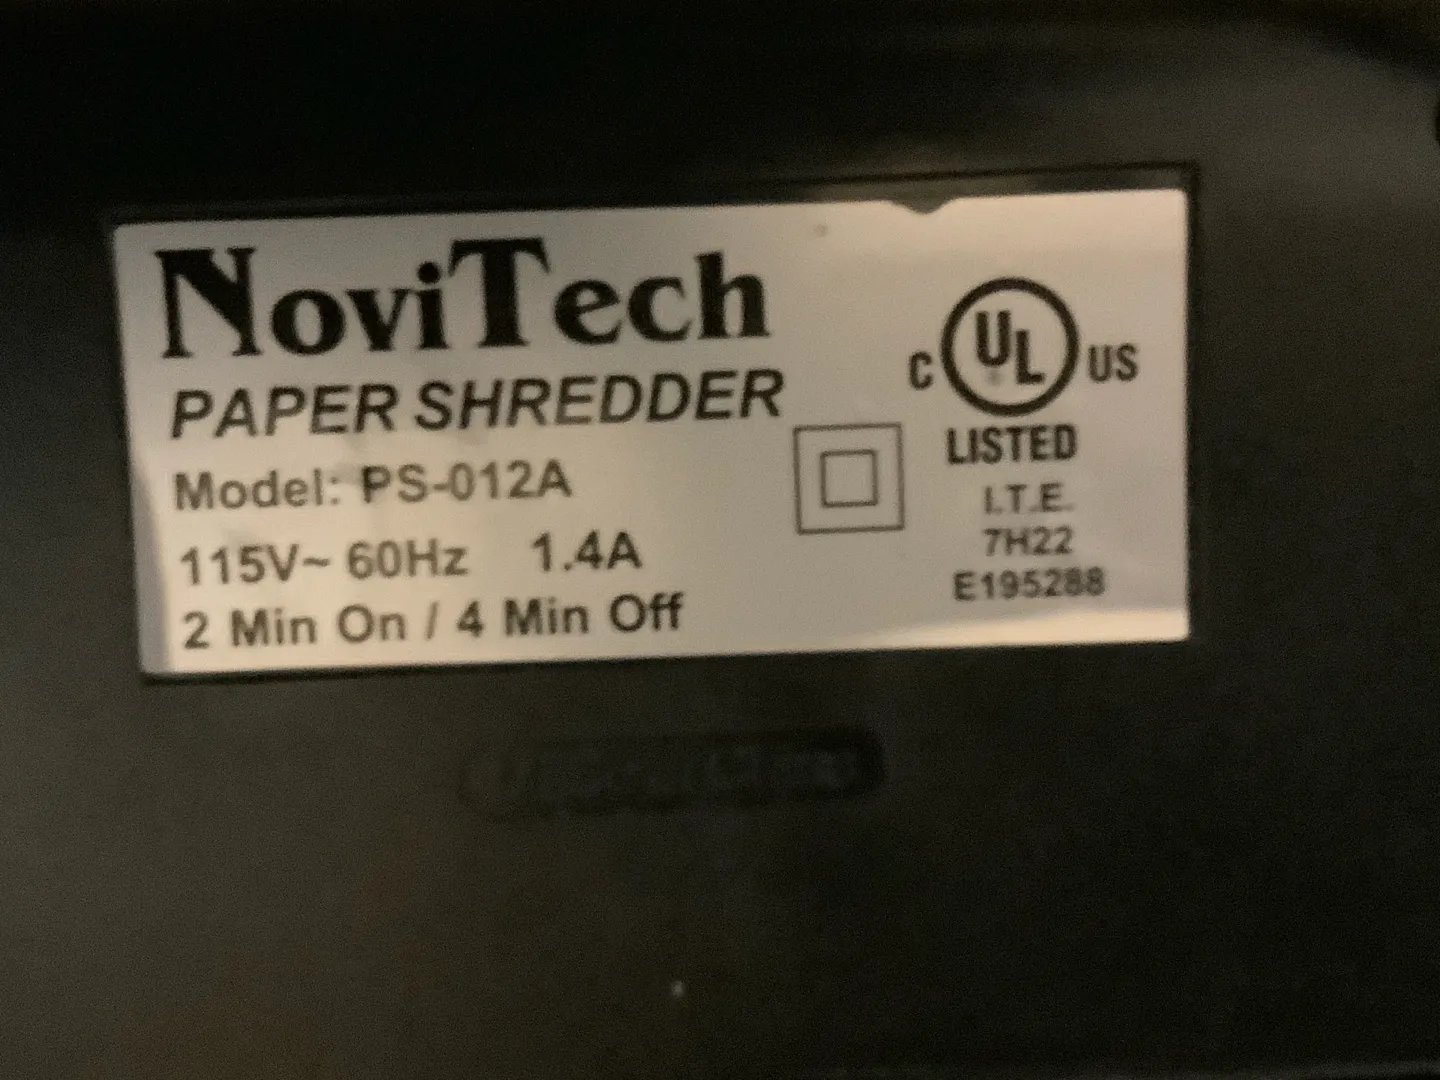 NoviTech
PAPER SHREDDER
Model: PS-012A
115V~ 60Hz 1.4A
2 Min On / 4 Min Off
C UL US
LISTED
I.T.E.
7H22
E195288